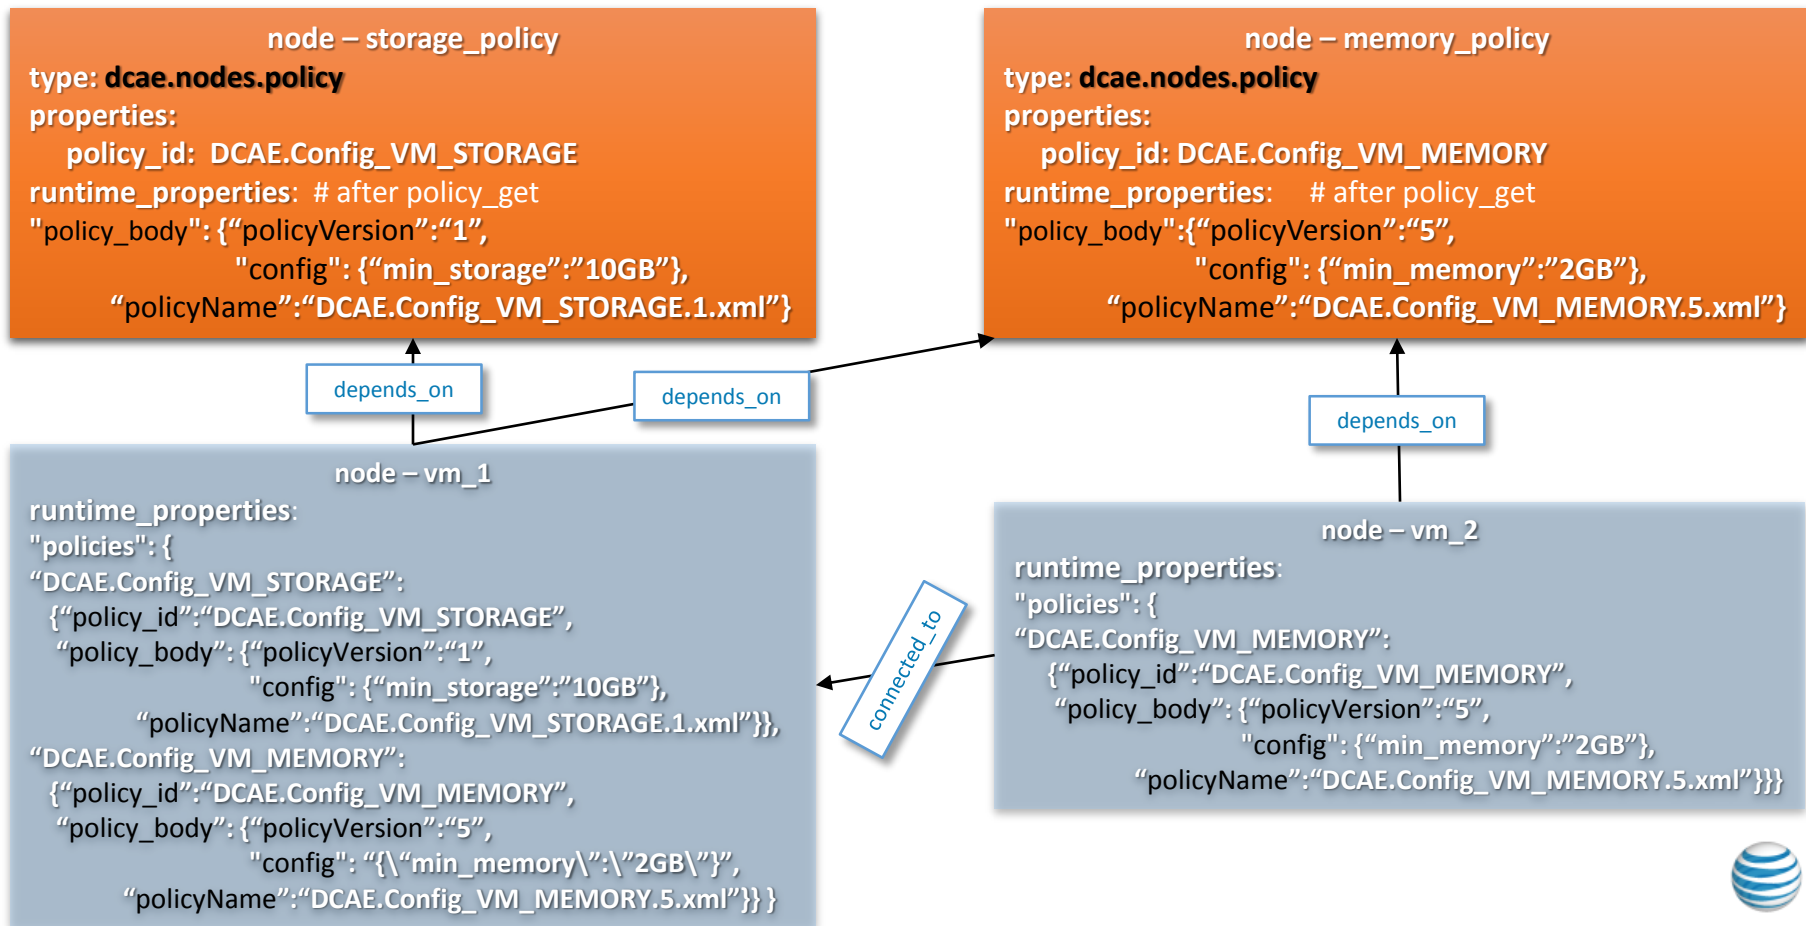 node – storage_policy
type: dcae.nodes.policy
properties:
policy_id: DCAE.Config_VM_STORAGE
runtime_properties: # after policy_get
"policy_body": {“policyVersion”:“1”,
"config": {“min_storage”:”10GB”},
“policyName”:“DCAE.Config_VM_STORAGE.1.xml”}
node – memory_policy
type: dcae.nodes.policy
properties:
policy_id: DCAE.Config_VM_MEMORY
runtime_properties: # after policy_get
"policy_body":{“policyVersion”:“5”,
"config": {“min_memory”:”2GB”},
“policyName”:“DCAE.Config_VM_MEMORY.5.xml”}
depends_on
depends_on
depends_on
node – vm_1
runtime_properties:
"policies": {
“DCAE.Config_VM_STORAGE”:
{“policy_id”:“DCAE.Config_VM_STORAGE”,
“policy_body”: {“policyVersion”:“1”,
"config": {“min_storage”:”10GB”},
“policyName”:“DCAE.Config_VM_STORAGE.1.xml”}},
“DCAE.Config_VM_MEMORY”:
{“policy_id”:“DCAE.Config_VM_MEMORY”,
“policy_body”: {“policyVersion”:“5”,
"config": “{\“min_memory\”:\”2GB\”}”,
“policyName”:“DCAE.Config_VM_MEMORY.5.xml”}} }
connected_to
node – vm_2
runtime_properties:
"policies": {
“DCAE.Config_VM_MEMORY”:
{“policy_id”:“DCAE.Config_VM_MEMORY”,
“policy_body”: {“policyVersion”:“5”,
"config": {“min_memory”:”2GB”},
“policyName”:“DCAE.Config_VM_MEMORY.5.xml”}}}